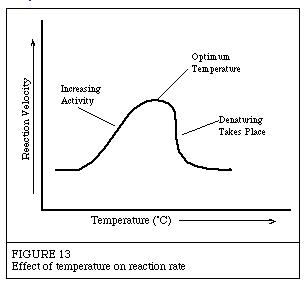 Optimum
Temperature
Increasing
Activity
Denaturing
Takes Place
Reaction Velocity
Temperature (°C)
FIGURE 13
Effect of temperature on reaction rate